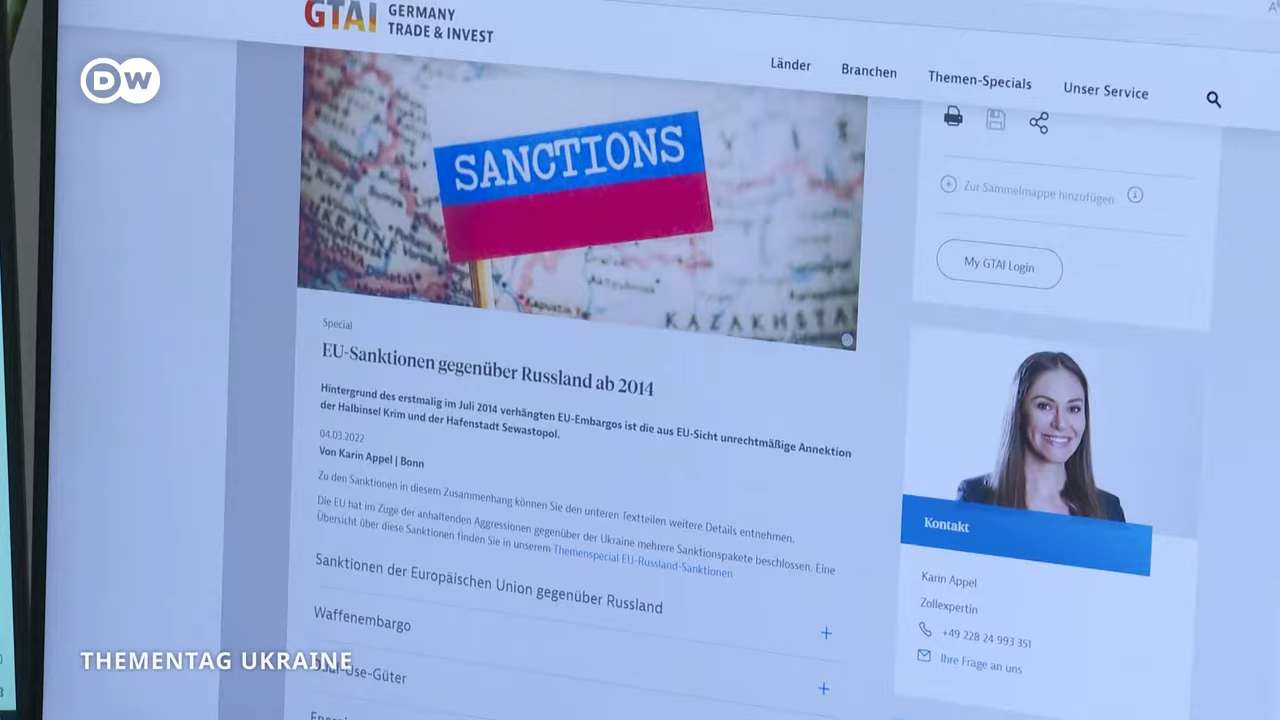 GTAI GERMANY
TRADE & INVEST
DW
Länder Branchen Themen-Specials Unser Service
SANCTIONS
UKRAINE
KAZAKHSTA
Zur Sammelmappe hinzufügen
My GTAI Login
Special
EU-Sanktionen gegenüber Russland ab 2014
Hintergrund des erstmalig im Juli 2014 verhängten EU-Embargos ist die aus EU-Sicht unrechtmäßige Annektion
der Halbinsel Krim und der Hafenstadt Sewastopol.
04.03.2022
Von Karin Appel | Bonn
Zu den Sanktionen in diesem Zusammenhang können Sie den unteren Textteilen weitere Details entnehmen.
Die EU hat im Zuge der anhaltenden Aggressionen gegenüber der Ukraine mehrere Sanktionspakete beschlossen. Eine
Übersicht über diese Sanktionen finden Sie in unserem Themenspecial EU-Russland-Sanktionen
Sanktionen der Europäischen Union gegenüber Russland
Waffenembargo
Dual-Use-Güter
Kontakt
Karin Appel
Zollexpertin
+49 228 24 993 351
Ihre Frage an uns
THEMENTAG UKRAINE